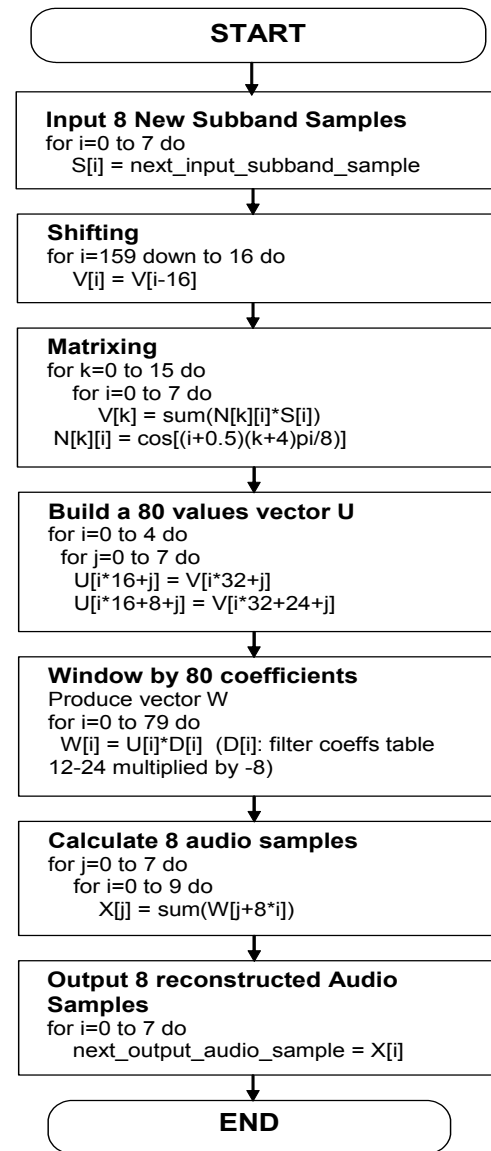 START
Input 8 New Subband Samples
for i=0 to 7 do
S[i] = next_input_subband_sample
Shifting
for i=159 down to 16 do
V[i] = V[i-16]
Matrixing
for k=0 to 15 do
for i=0 to 7 do
V[k] = sum(N[k][i]*S[i])
N[k][i] = cos[(i+0.5)(k+4)pi/8)]
Build a 80 values vector U
for i=0 to 4 do
for j=0 to 7 do
U[i*16+j] = V[i*32+j]
U[i*16+8+j] = V[i*32+24+j]
Window by 80 coefficients
Produce vector W
for i=0 to 79 do
W[i] = U[i]*D[i] (D[i]: filter coeffs table
12-24 multiplied by -8)
Calculate 8 audio samples
for j=0 to 7 do
for i=0 to 9 do
X[j] = sum(W[j+8*i])
Output 8 reconstructed Audio
Samples
for i=0 to 7 do
next_output_audio_sample = X[i]
END